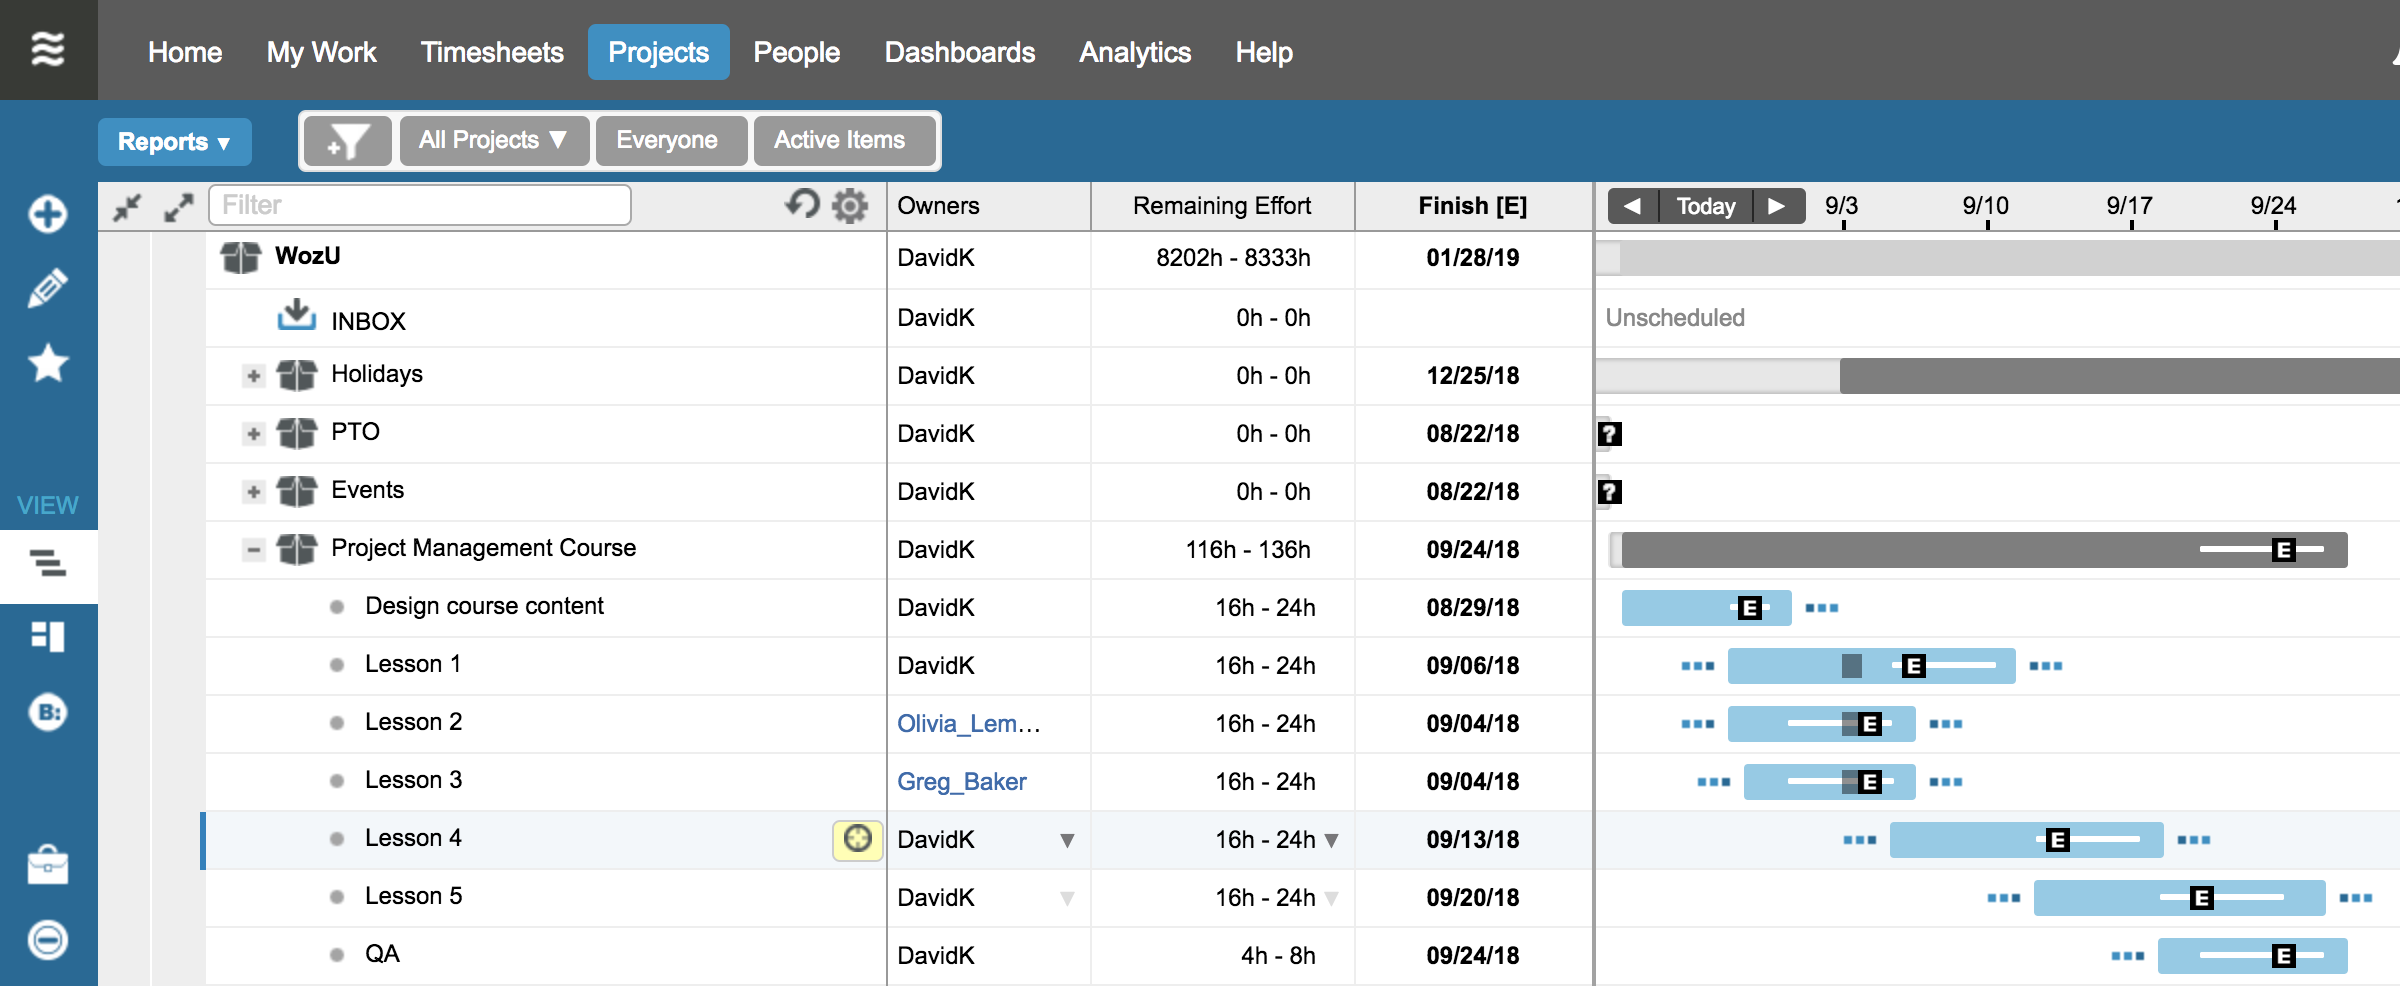 Home My Work Timesheets Projects People Dashboards Analytics Help
Reports ▼ All Projects ▼ Everyone Active Items
Filter Owners Remaining Effort Finish [E] ◀ Today ▶ 9/3 9/10 9/17 9/24
WozU DavidK 8202h - 8333h 01/28/19
INBOX DavidK 0h - 0h Unscheduled
Holidays DavidK 0h - 0h 12/25/18
PTO DavidK 0h - 0h 08/22/18 ?
Events DavidK 0h - 0h 08/22/18 ?
VIEW
Project Management Course DavidK 116h - 136h 09/24/18 E
Design course content DavidK 16h - 24h 08/29/18 E
Lesson 1 DavidK 16h - 24h 09/06/18 E
B:
Lesson 2 Olivia_Lem... 16h - 24h 09/04/18 E
Lesson 3 Greg_Baker 16h - 24h 09/04/18 E
Lesson 4 DavidK ▼ 16h - 24h ▼ 09/13/18 E
Lesson 5 DavidK ▼ 16h - 24h ▼ 09/20/18 E
QA DavidK 4h - 8h 09/24/18 E